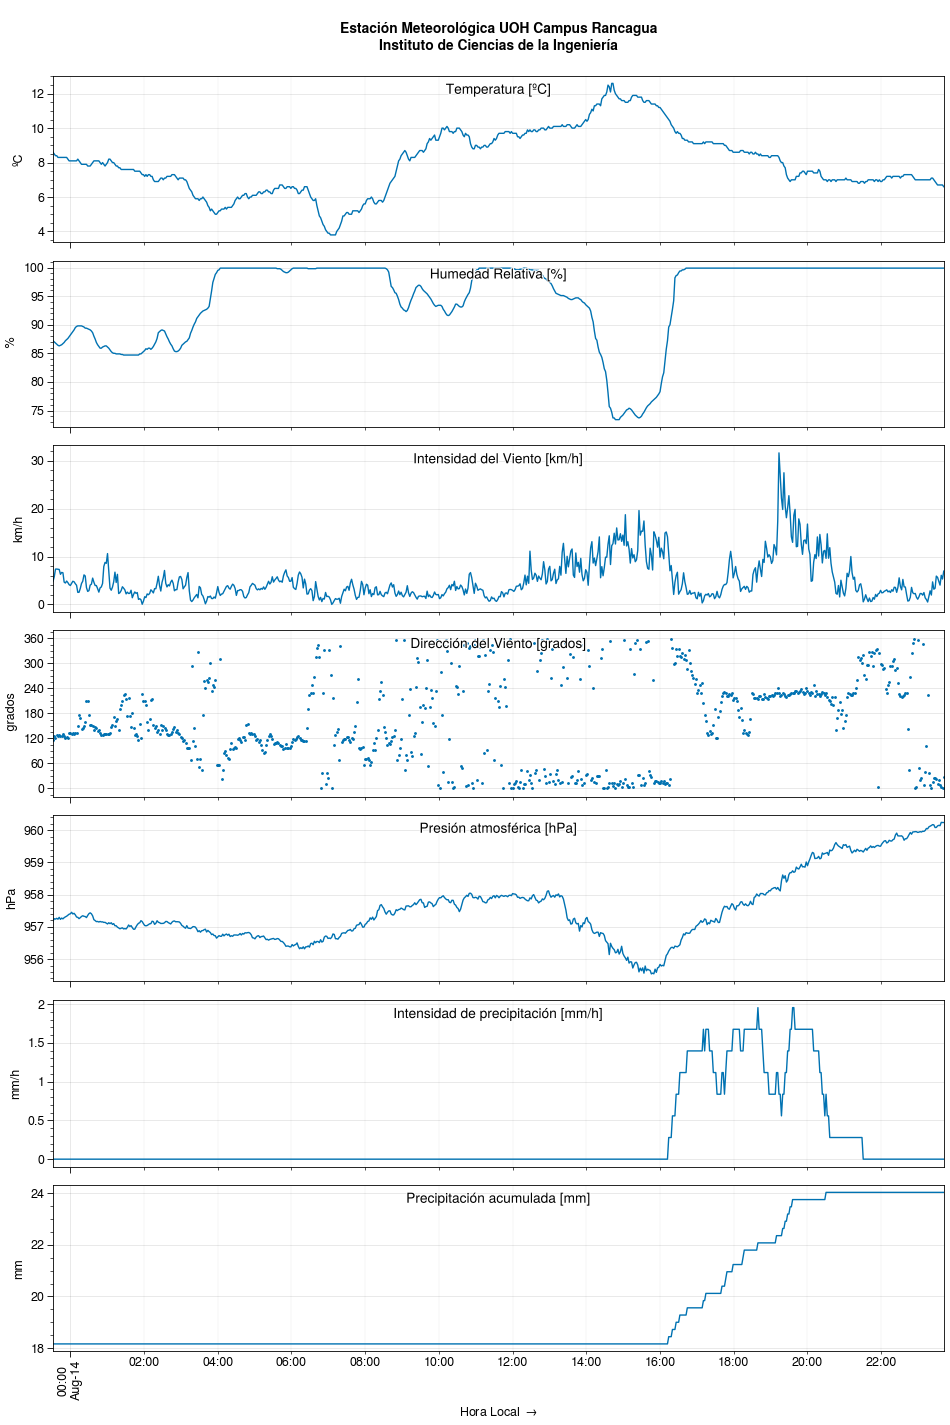 Estación Meteorológica UOH Campus Rancagua
Instituto de Ciencias de la Ingeniería
Temperatura [ºC]
ºC
12
10
8
6
4
Humedad Relativa [%]
%
100
95
90
85
80
75
Intensidad del Viento [km/h]
km/h
30
20
10
0
Dirección del Viento [grados]
grados
360
300
240
180
120
60
0
Presión atmosférica [hPa]
hPa
960
959
958
957
956
Intensidad de precipitación [mm/h]
mm/h
2
1.5
1
0.5
0
Precipitación acumulada [mm]
mm
24
22
20
18
00:00
Aug-14
02:00
04:00
06:00
08:00
10:00
12:00
14:00
16:00
18:00
20:00
22:00
Hora Local →